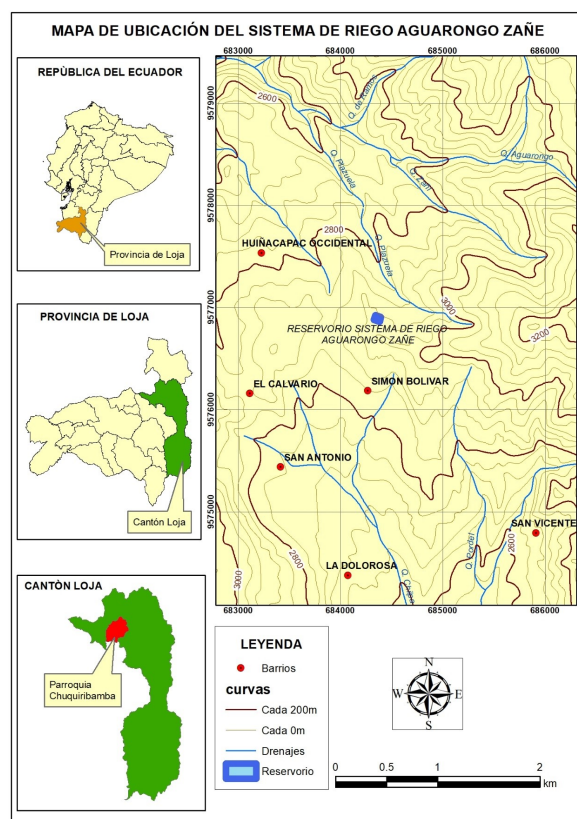 MAPA DE UBICACIÓN DEL SISTEMA DE RIEGO AGUARONGO ZAÑE
REPÙBLICA DEL ECUADOR
Provincia de Loja
PROVINCIA DE LOJA
Cantón Loja
CANTÒN LOJA
Parroquia
Chuquiribamba
683000
684000
685000
686000
9579000
9578000
9577000
9576000
9575000
2600
Q. de Ramos
Q. Plazuela
Q. Aguarongo
2800
HUIÑACAPAC OCCIDENTAL
Q. Plazuela
3000
3200
RESERVORIO SISTEMA DE RIEGO
AGUARONGO ZAÑE
EL CALVARIO
SIMÓN BOLIVAR
SAN ANTONIO
SAN VICENTE
2600
2800
3000
LA DOLOROSA
683000
684000
685000
686000
LEYENDA
Barrios
curvas
Cada 200m
Cada 0m
Drenajes
Reservorio
N
W
E
S
0
0.5
1
2
km